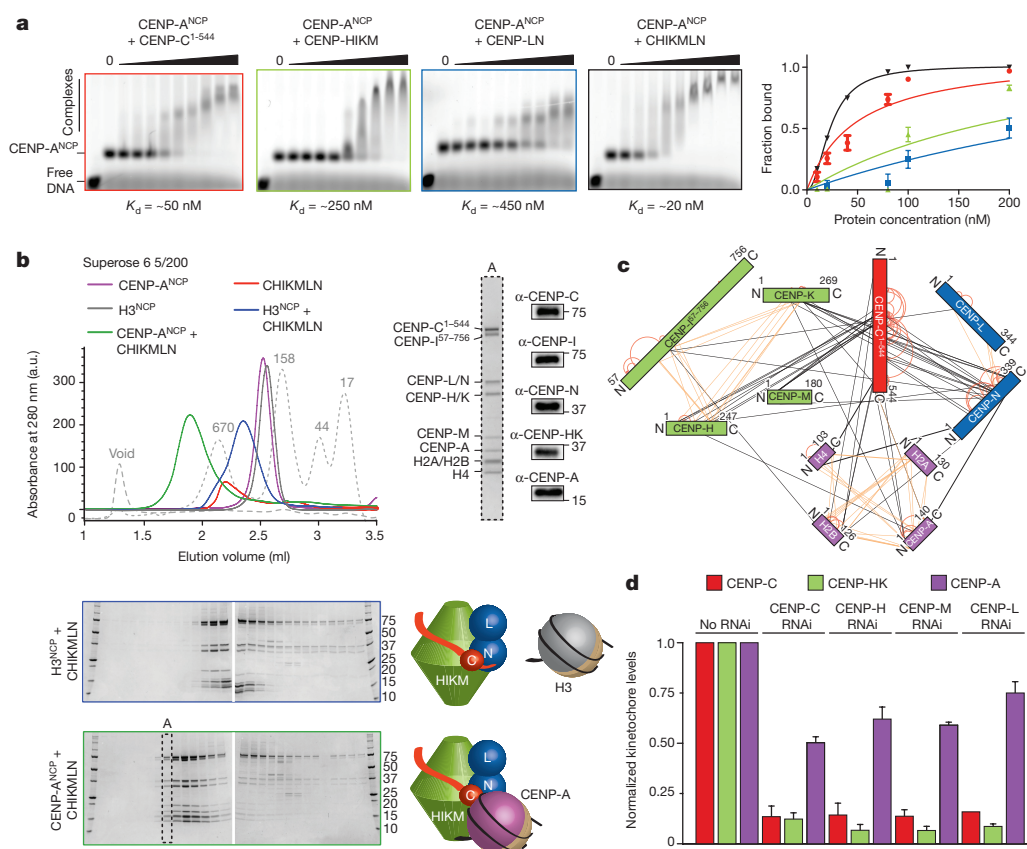 a
CENP-A^NCP + CENP-C^1-544
CENP-A^NCP + CENP-HIKM
CENP-A^NCP + CENP-LN
CENP-A^NCP + CHIKMLN
0
0
0
0
Complexes
CENP-A^NCP
Free DNA
K_d = ~50 nM
K_d = ~250 nM
K_d = ~450 nM
K_d = ~20 nM
Fraction bound
1.0
0.5
0.0
0 50 100 150 200
Protein concentration (nM)
b
Superose 6 5/200
CENP-A^NCP
H3^NCP
CENP-A^NCP + CHIKMLN
CHIKMLN
H3^NCP + CHIKMLN
Absorbance at 280 nm (a.u.)
300
200
100
0
Void
670
158
44
17
1 1.5 2 2.5 3 3.5
Elution volume (ml)
A
CENP-C^1-544
CENP-I^57-756
CENP-L/N
CENP-H/K
CENP-M
CENP-A
H2A/H2B
H4
α-CENP-C
75
α-CENP-I
75
α-CENP-N
37
α-CENP-HK
37
α-CENP-A
15
H3^NCP + CHIKMLN
75
50
37
25
20
15
10
L
N
C
HIKM
H3
CENP-A^NCP + CHIKMLN
A
75
50
37
25
20
15
10
L
N
C
HIKM
CENP-A
c
N 57 CENP-I^57-756 756 C
N 1 CENP-K 269 C
N 1 CENP-C^1-544 544 C
N 1 CENP-L 344 C
N 1 CENP-N 339 C
N 1 CENP-M 180 C
N 1 CENP-H 247 C
N 1 H4 103 C
N 1 H2A 130 C
N 1 H2B 126 C
N 1 CENP-A 140 C
d
CENP-C
CENP-HK
CENP-A
No RNAi
CENP-C RNAi
CENP-H RNAi
CENP-M RNAi
CENP-L RNAi
Normalized kinetochore levels
1.0
0.75
0.50
0.25
0